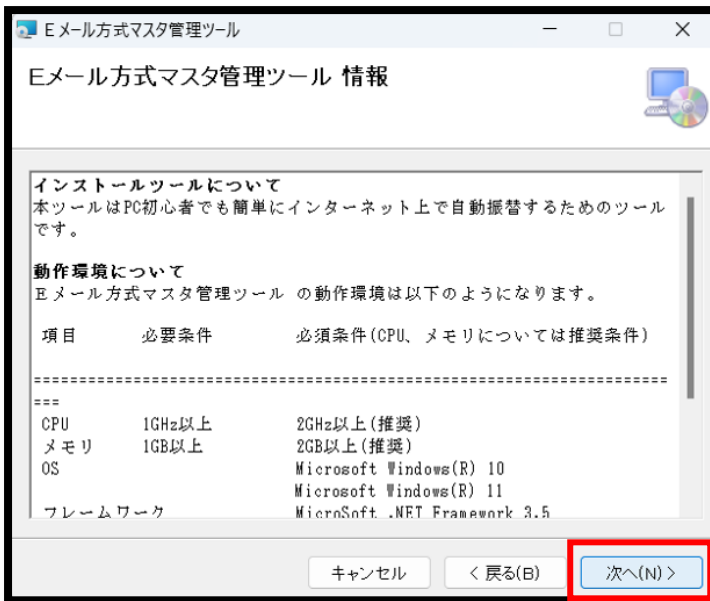 Eメール方式マスタ管理ツール
Eメール方式マスタ管理ツール 情報
インストールツールについて
本ツールはPC初心者でも簡単にインターネット上で自動振替するためのツール
です。
動作環境について
Eメール方式マスタ管理ツール の動作環境は以下のようになります。
項目 必要条件 必須条件(CPU、メモリについては推奨条件)
======================================================================
===
CPU 1GHz以上 2GHz以上(推奨)
メモリ 1GB以上 2GB以上(推奨)
OS Microsoft Windows(R) 10
Microsoft Windows(R) 11
フレームワーク MicroSoft .NET Framework 3.5
キャンセル < 戻る(B) 次へ(N) >